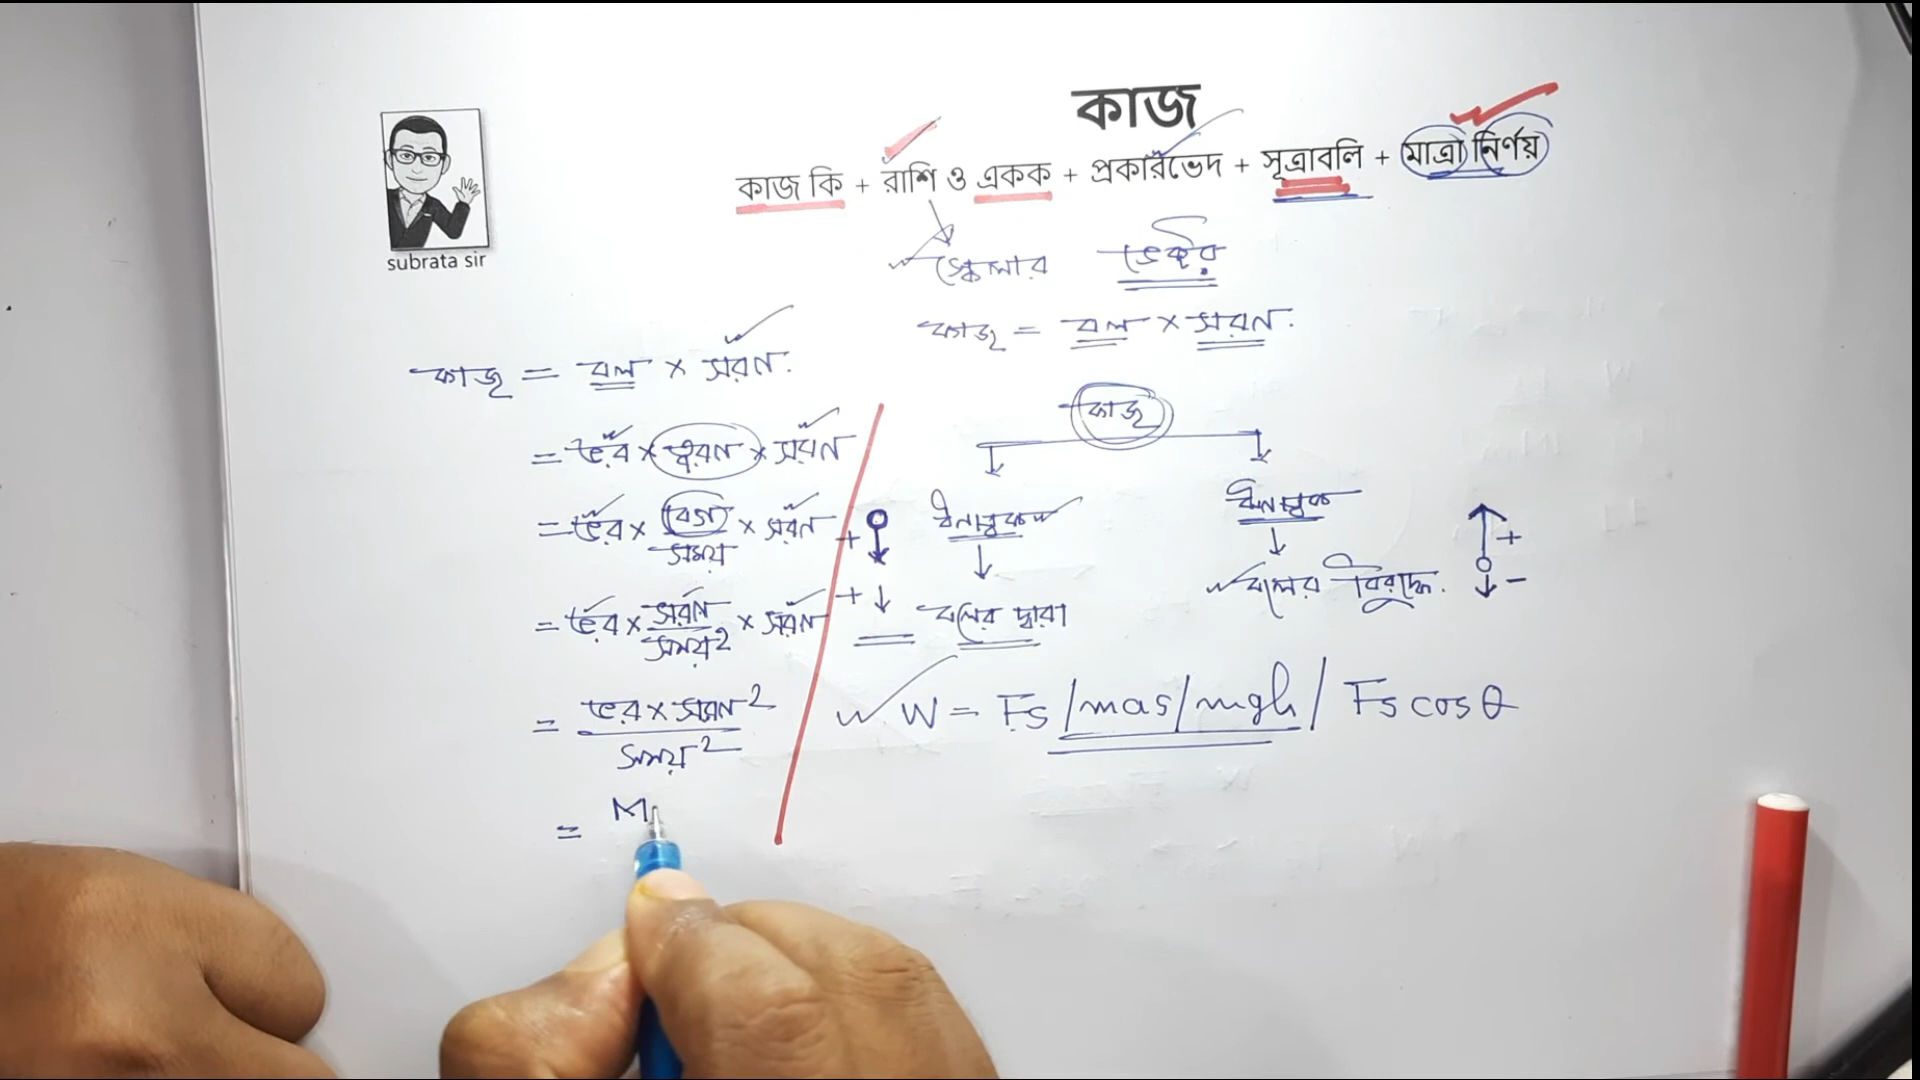 কাজ
কাজ কি + রাশি ও একক + প্রকারভেদ + সূত্রাবলি + মাত্রা নির্ণয়
subrata sir
স্কেলার ভেক্টর
কাজ = বল × সরণ.
কাজ = বল × সরণ.
= ভর × ত্বরণ × সরণ
= ভর × বেগ/সময় × সরণ
= ভর × সরণ/সময়² × সরণ
= ভর × সরণ²/সময়²
= M
কাজ
ধনাত্মক ঋনাত্মক
বলের দ্বারা বলের বিরুদ্ধে.
+ +
+ -
W = Fs/mas/mgh/ Fs cos θ